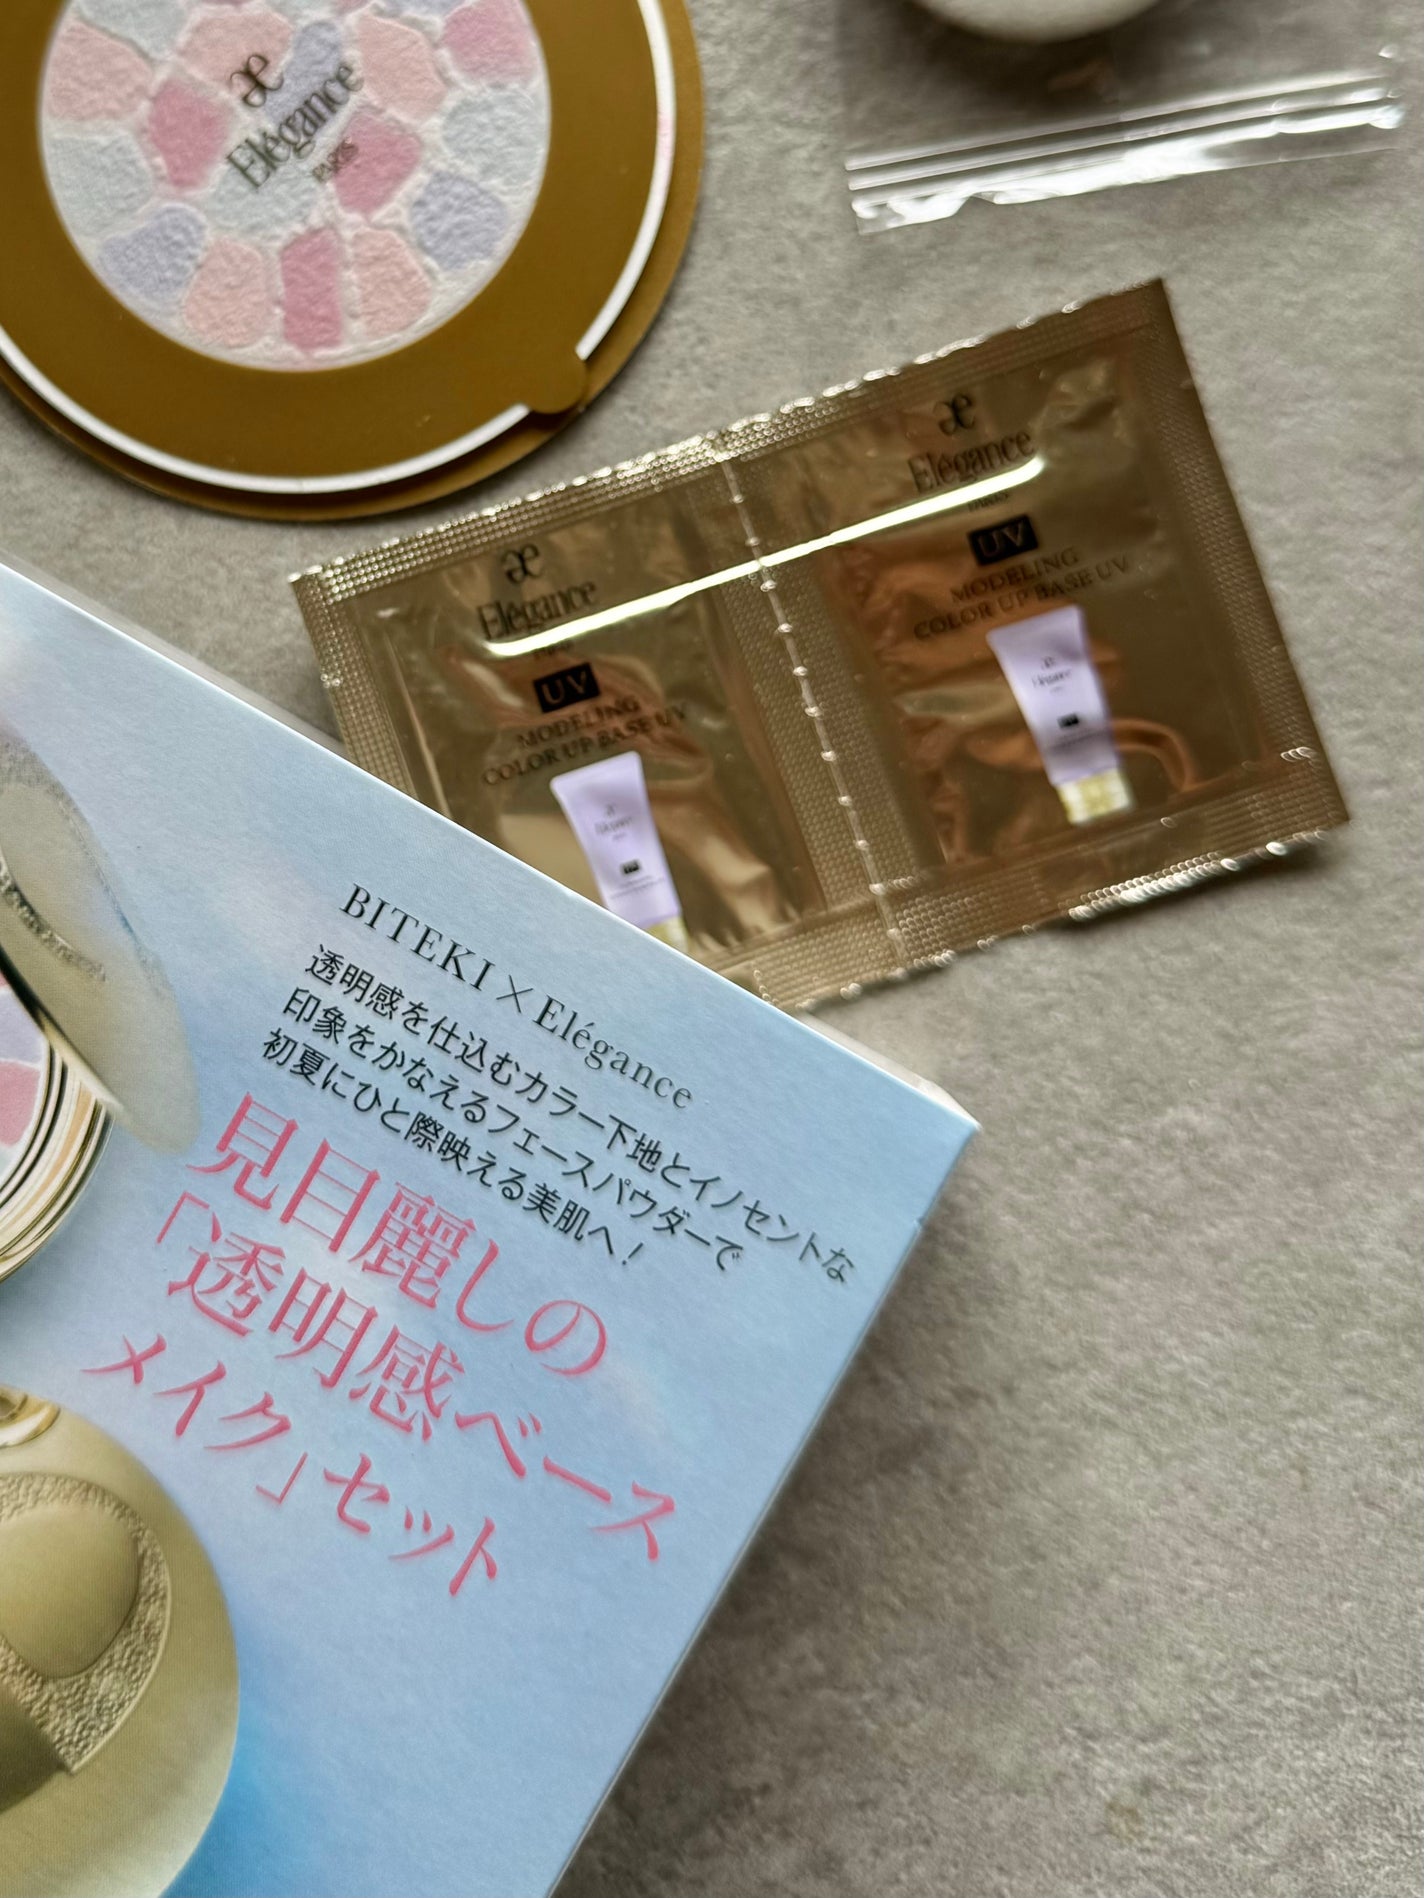 Elégance
PARIS
Elégance
PARIS
UV
MODELING
COLOR UP BASE UV
Elégance
Elégance
UV
MODELING
COLOR UP BASE UV
Elégance
BITEKI × Elégance
透明感を仕込むカラー下地とイノセントな
印象をかなえるフェースパウダーで
初夏にひと際映える美肌へ!
見目麗しの
「透明感ベース
メイク」セット